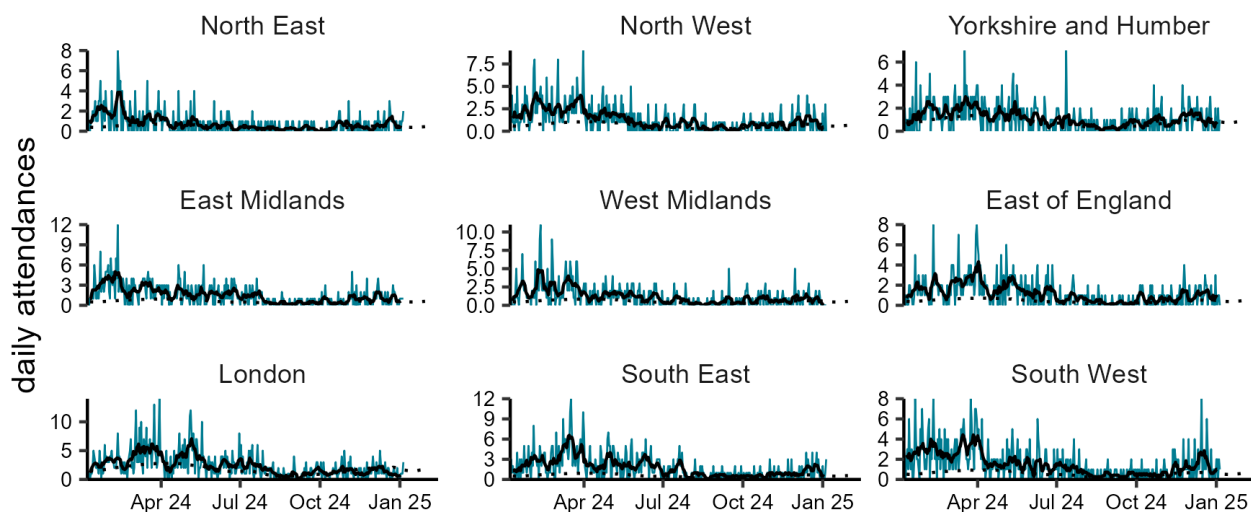 North East North West Yorkshire and Humber
8 6 4 2 0
7.5 5.0 2.5 0.0
6 4 2 0
daily attendances
East Midlands West Midlands East of England
12 9 6 3 0
10.0 7.5 5.0 2.5 0.0
8 6 4 2 0
London South East South West
10 5 0
12 9 6 3 0
8 6 4 2 0
Apr 24 Jul 24 Oct 24 Jan 25 Apr 24 Jul 24 Oct 24 Jan 25 Apr 24 Jul 24 Oct 24 Jan 25